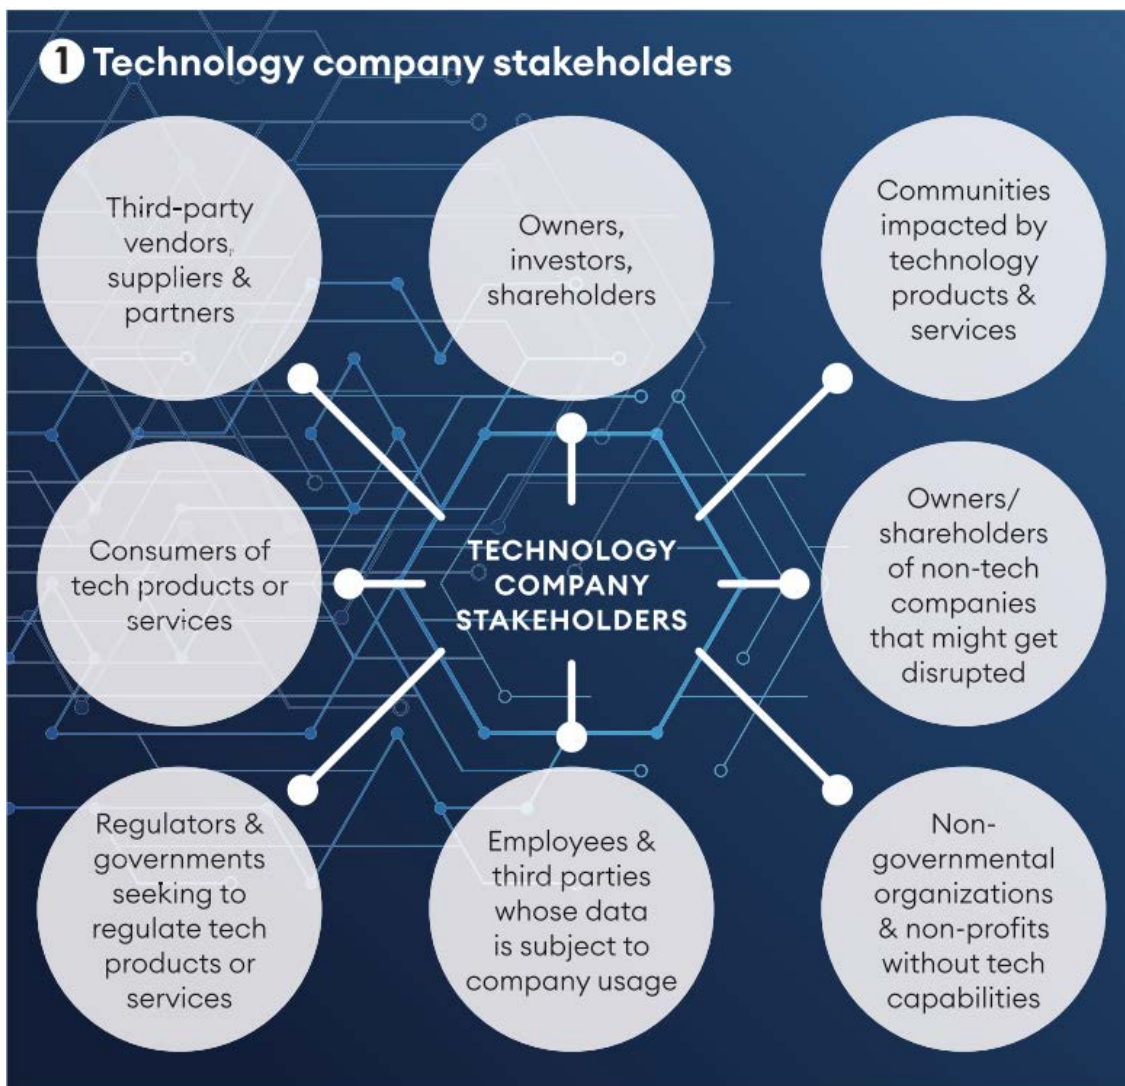 1 Technology company stakeholders
Third-party
vendors,
suppliers &
partners
Owners,
investors,
shareholders
Communities
impacted by
technology
products &
services
Consumers of
tech products or
services
TECHNOLOGY
COMPANY
STAKEHOLDERS
Owners/
shareholders
of non-tech
companies
that might get
disrupted
Regulators &
governments
seeking to
regulate tech
products or
services
Employees &
third parties
whose data
is subject to
company usage
Non-
governmental
organizations
& non-profits
without tech
capabilities